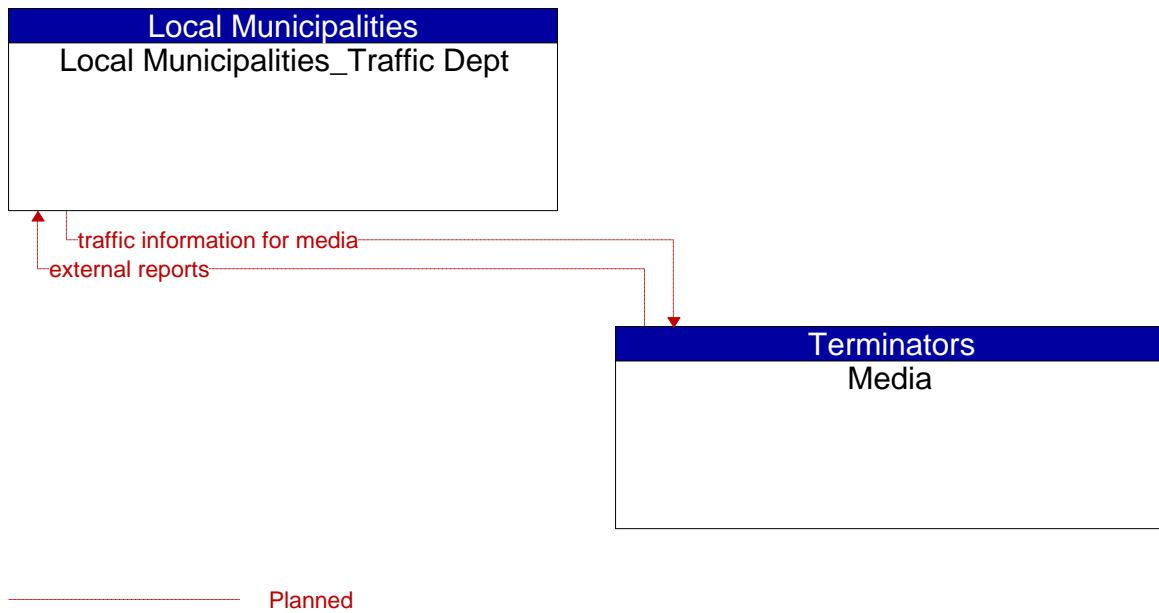 Local Municipalities
Local Municipalities_Traffic Dept
traffic information for media
external reports
Terminators
Media
Planned